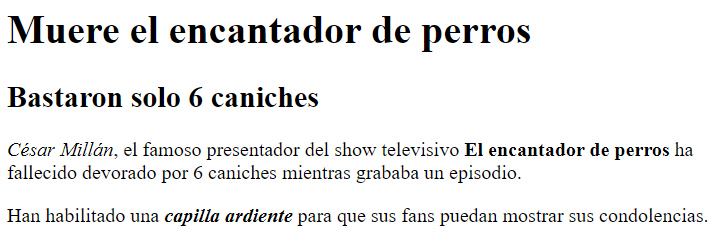 Muere el encantador de perros
Bastaron solo 6 caniches
César Millán, el famoso presentador del show televisivo El encantador de perros ha
fallecido devorado por 6 caniches mientras grababa un episodio.
Han habilitado una capilla ardiente para que sus fans puedan mostrar sus condolencias.